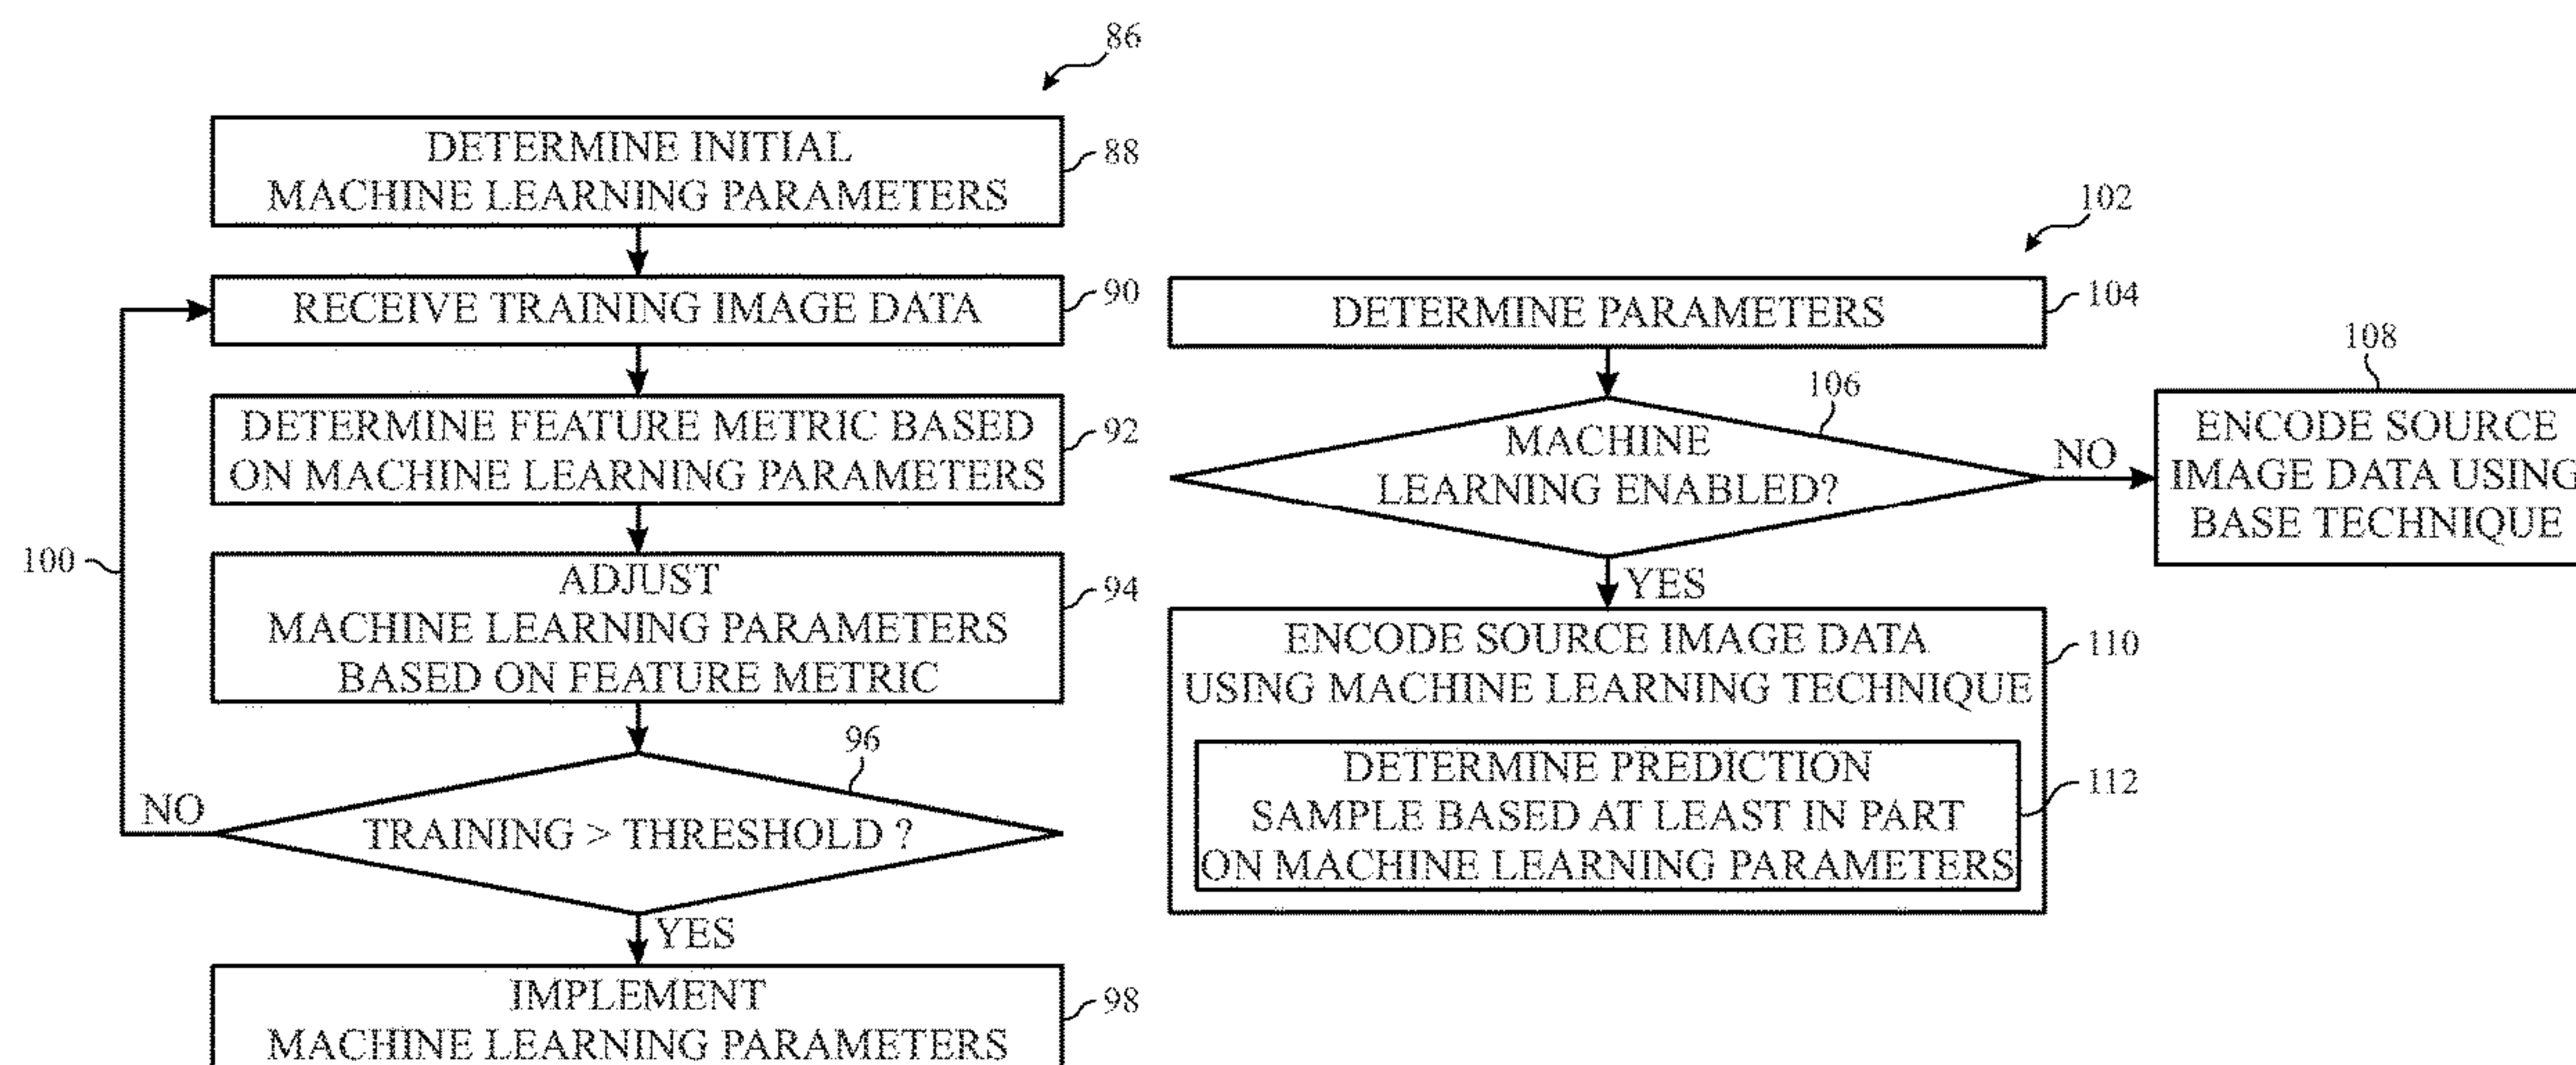 86
DETERMINE INITIAL
MACHINE LEARNING PARAMETERS
88
RECEIVE TRAINING IMAGE DATA
90
DETERMINE FEATURE METRIC BASED
ON MACHINE LEARNING PARAMETERS
92
ADJUST
MACHINE LEARNING PARAMETERS
BASED ON FEATURE METRIC
94
100
96
NO
TRAINING > THRESHOLD ?
YES
IMPLEMENT
MACHINE LEARNING PARAMETERS
98
102
DETERMINE PARAMETERS
104
106
MACHINE
LEARNING ENABLED?
NO
108
ENCODE SOURCE
IMAGE DATA USING
BASE TECHNIQUE
YES
ENCODE SOURCE IMAGE DATA
USING MACHINE LEARNING TECHNIQUE
110
DETERMINE PREDICTION
SAMPLE BASED AT LEAST IN PART
ON MACHINE LEARNING PARAMETERS
112